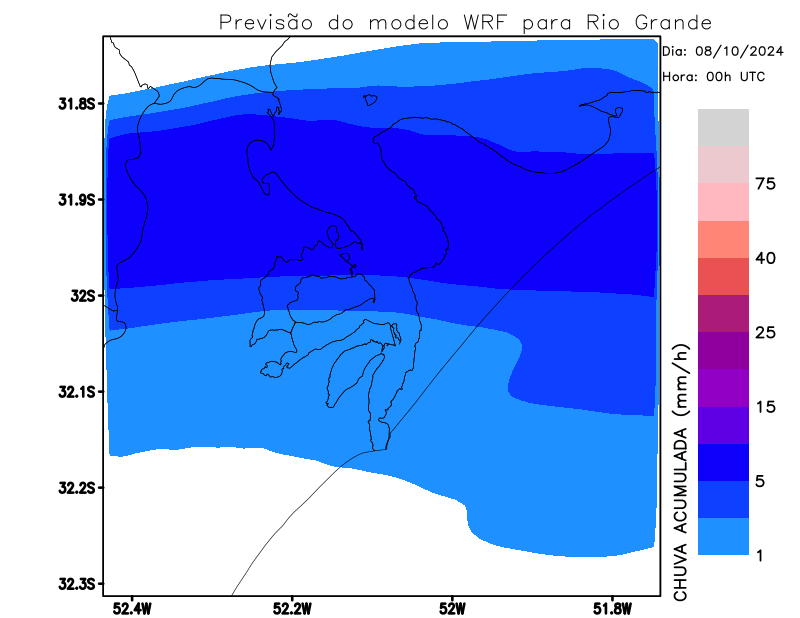 Previsão do modelo WRF para Rio Grande
Dia: 08/10/2024
Hora: 00h UTC
31.8S
31.9S
32S
32.1S
32.2S
32.3S
52.4W
52.2W
52W
51.8W
75
40
25
15
5
1
CHUVA ACUMULADA (mm/h)